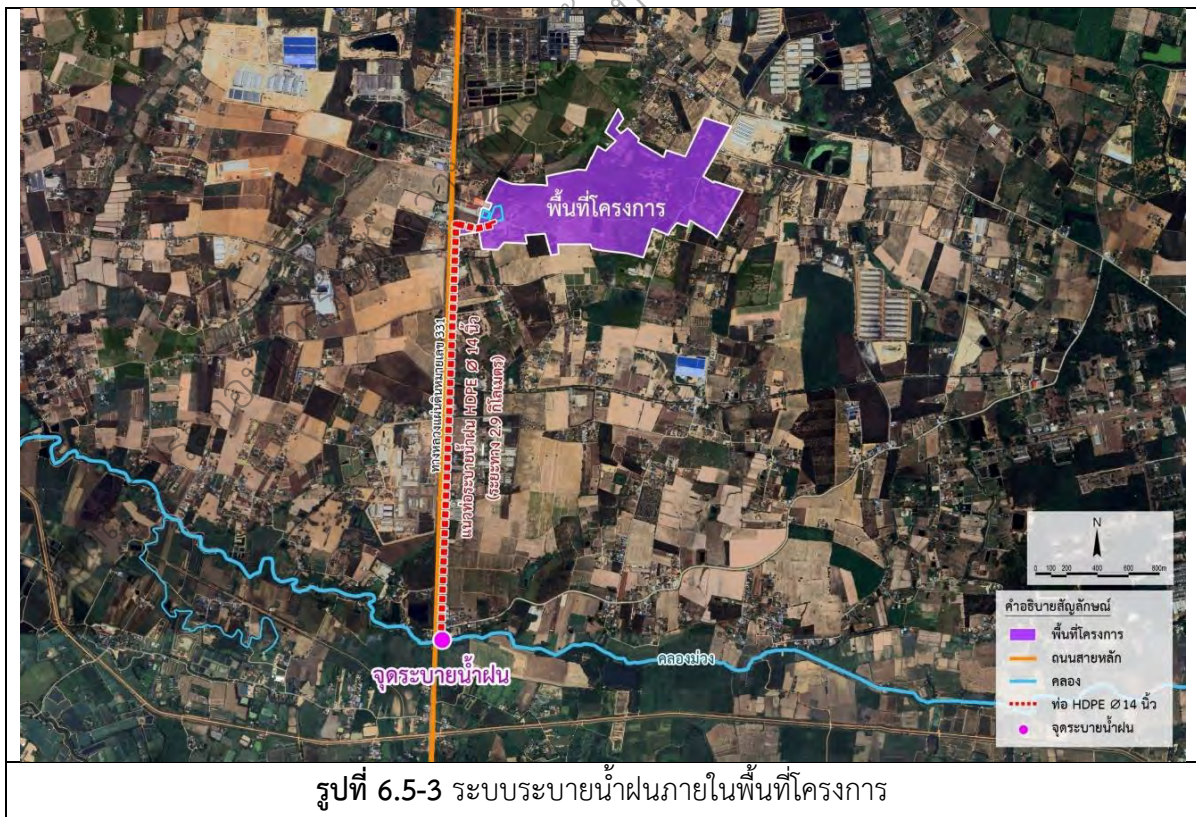 พื้นที่โครงการ
ทางหลวงแผ่นดินหมายเลข 331
แนวท่อระบายน้ำฝน HDPE Ø 14 นิ้ว
(ระยะทาง 2.9 กิโลเมตร)
คลองม่วง
จุดระบายน้ำฝน
N
0 100 200 400 600 800m
คำอธิบายสัญลักษณ์
พื้นที่โครงการ
ถนนสายหลัก
คลอง
ท่อ HDPE Ø 14 นิ้ว
จุดระบายน้ำฝน
รูปที่ 6.5-3 ระบบระบายน้ำฝนภายในพื้นที่โครงการ